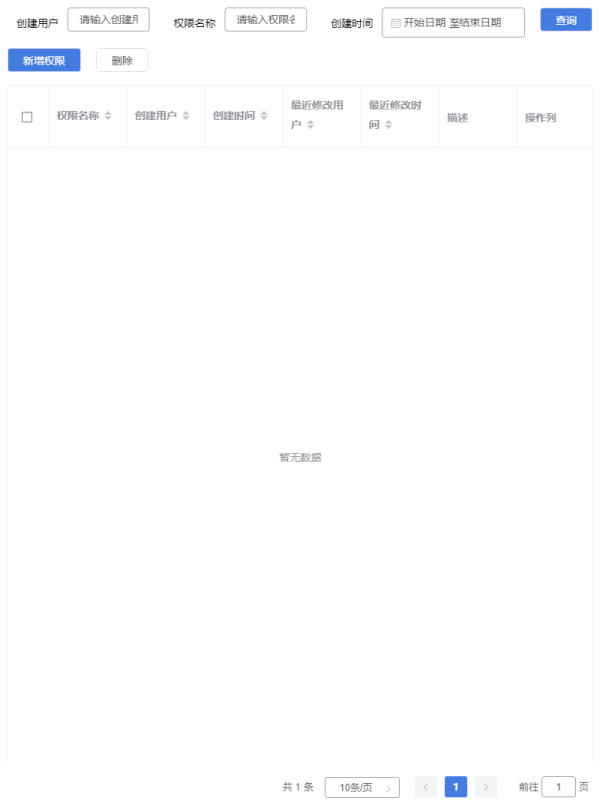 创建用户 请输入创建用 权限名称 请输入权限名 创建时间 开始日期 至结束日期 查询
新增权限 删除
权限名称 创建用户 创建时间 最近修改用户 最近修改时间 描述 操作列
暂无数据
共 1 条 10条/页 1 前往 1 页